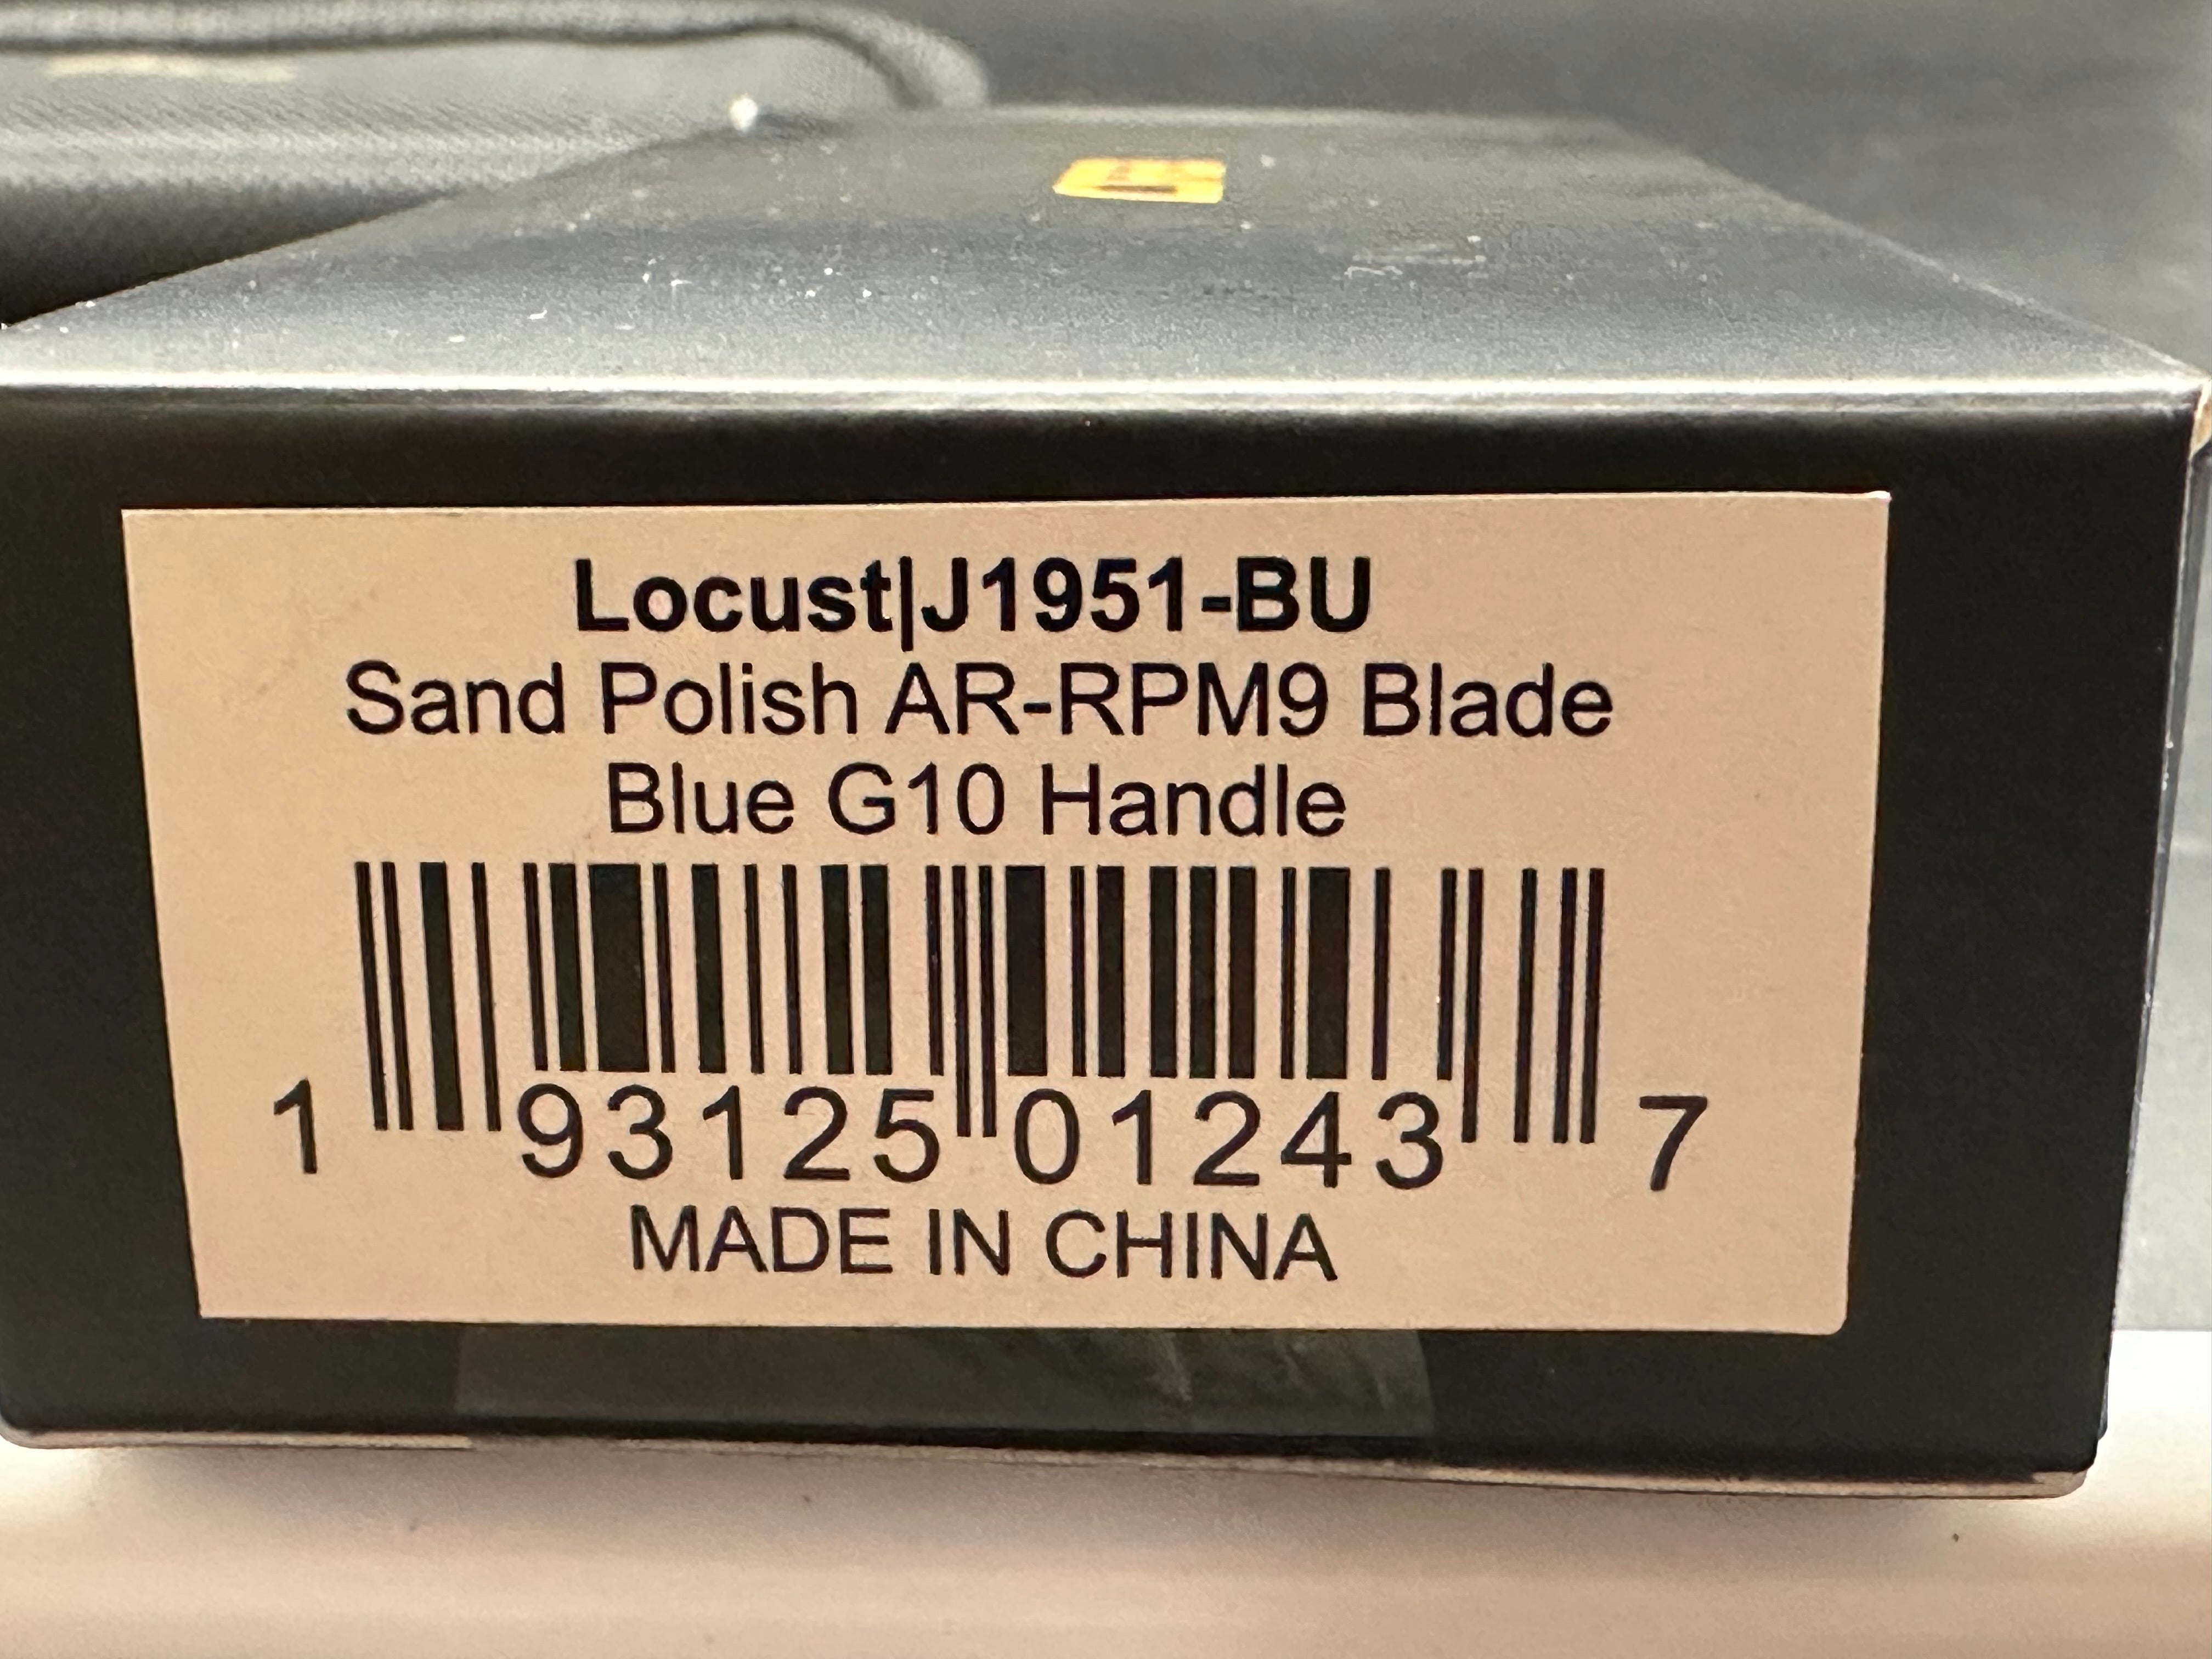 Locust|J1951-BU
Sand Polish AR-RPM9 Blade
Blue G10 Handle
1 93125 01243 7
MADE IN CHINA